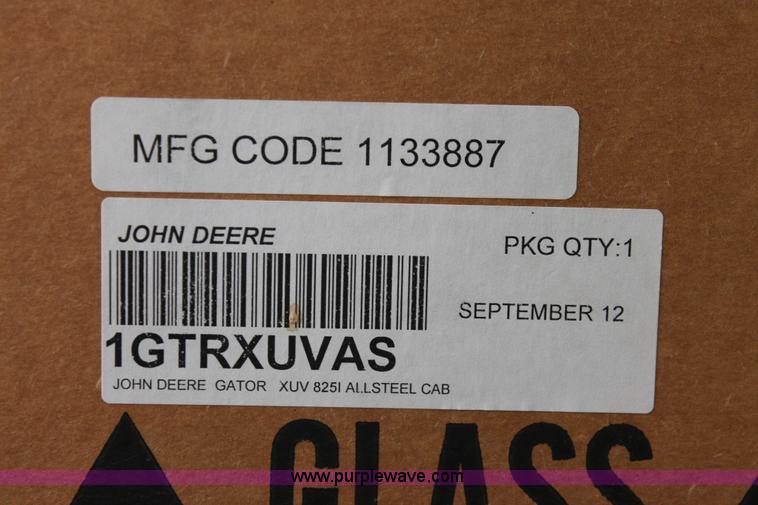 MFG CODE 1133887
JOHN DEERE
PKG QTY:1
SEPTEMBER 12
1GTRXUVAS
JOHN DEERE GATOR XUV 825I ALLSTEEL CAB
GLASS
www.purplewave.com